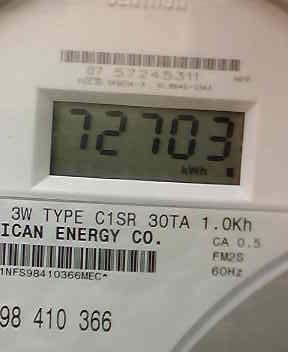 87 57245311
72703
kWh
3W TYPE C1SR 30TA 1.0Kh
ICAN ENERGY CO.
CA 0.5
FM2S
60Hz
1NFS98410366MEC*
98 410 366